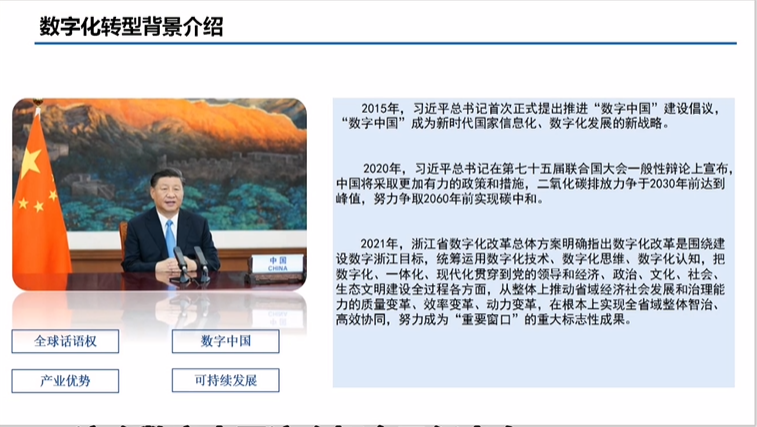 数字化转型背景介绍
2015年，习近平总书记首次正式提出推进“数字中国”建设倡议，
“数字中国”成为新时代国家信息化、数字化发展的新战略。
2020年，习近平总书记在第七十五届联合国大会一般性辩论上宣布，
中国将采取更加有力的政策和措施，二氧化碳排放力争于2030年前达到
峰值，努力争取2060年前实现碳中和。
2021年，浙江省数字化改革总体方案明确指出数字化改革是围绕建
设数字浙江目标，统筹运用数字化技术、数字化思维、数字化认知，把
数字化、一体化、现代化贯穿到党的领导和经济、政治、文化、社会、
生态文明建设全过程各方面，从整体上推动省域经济社会发展和治理能
力的质量变革、效率变革、动力变革，在根本上实现全省域整体智治、
高效协同，努力成为“重要窗口”的重大标志性成果。
中国
CHINA
全球话语权
数字中国
产业优势
可持续发展